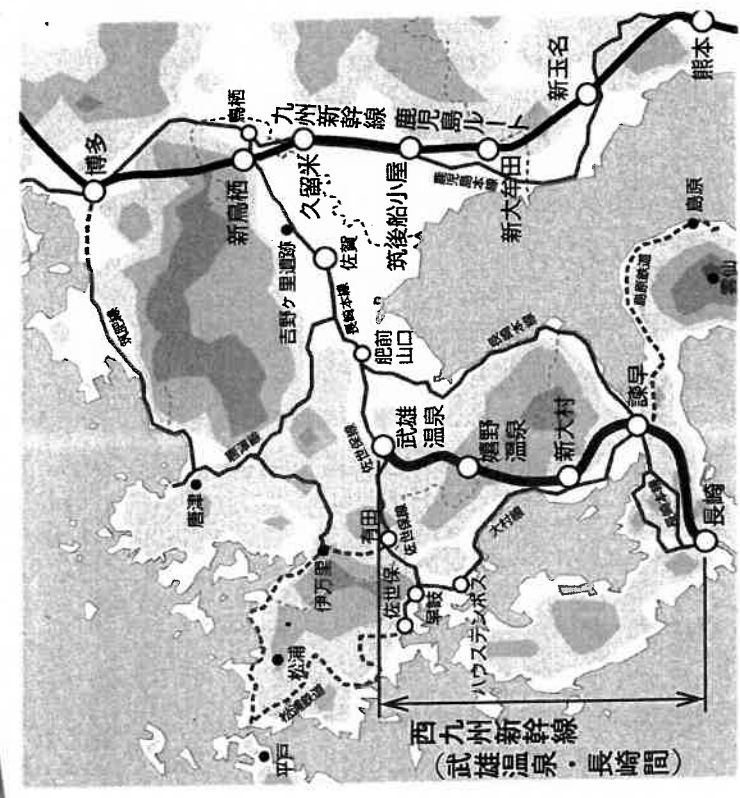 博多
筑肥線
唐津
唐津線
鳥栖
新鳥栖
九州新幹線
鹿児島ルート
平戸
松浦
松浦鉄道
伊万里
吉野ヶ里遺跡
久留米
佐賀
長崎本線
肥前
山口
佐世保線
有田
佐世保線
佐世保
早岐
ハウステンボス
武雄
温泉
筑後船小屋
鹿児島本線
新大牟田
嬉野
温泉
大村線
新大村
長崎本線
新玉名
諫早
島原鉄道
島原
雲仙
長崎本線
長崎
熊本
西九州新幹線
(武雄温泉・長崎間)